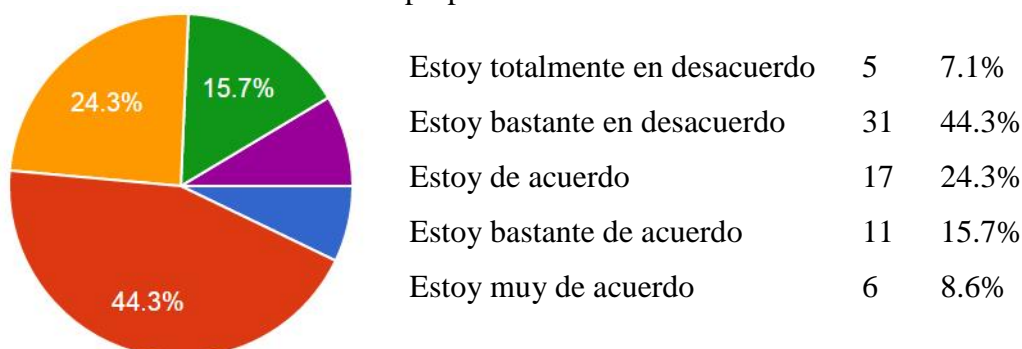 24.3%
15.7%
44.3%
Estoy totalmente en desacuerdo 5 7.1%
Estoy bastante en desacuerdo 31 44.3%
Estoy de acuerdo 17 24.3%
Estoy bastante de acuerdo 11 15.7%
Estoy muy de acuerdo 6 8.6%